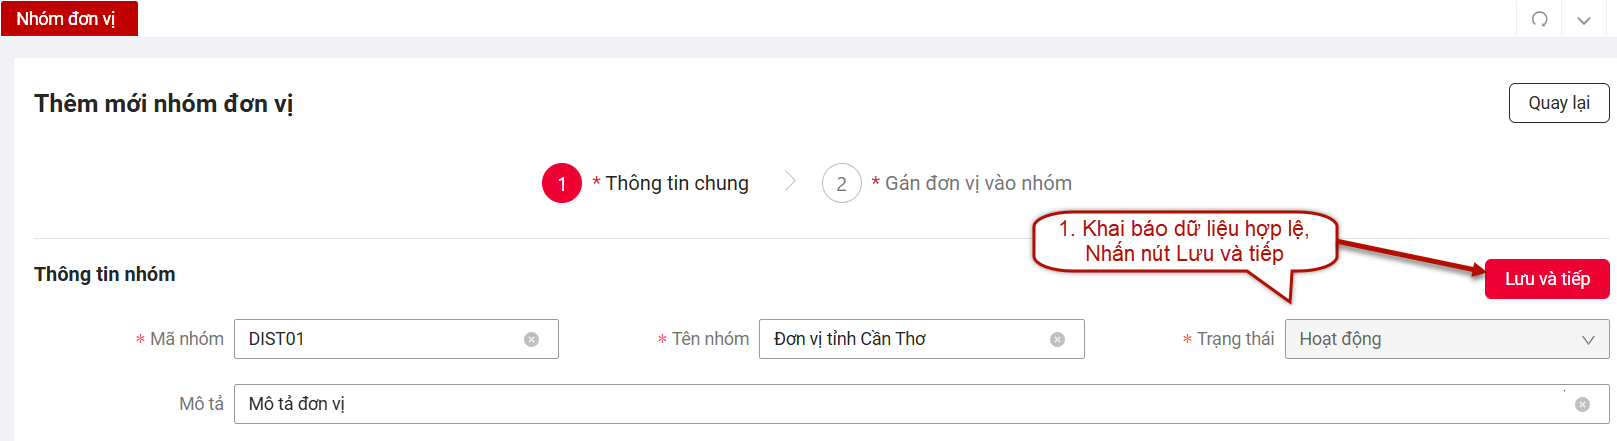 Nhóm đơn vị
Thêm mới nhóm đơn vị
Quay lại
1 * Thông tin chung
2 * Gán đơn vị vào nhóm
1. Khai báo dữ liệu hợp lệ,
Nhấn nút Lưu và tiếp
Thông tin nhóm
Lưu và tiếp
* Mã nhóm DIST01
* Tên nhóm Đơn vị tỉnh Cần Thơ
* Trạng thái Hoạt động
Mô tả Mô tả đơn vị